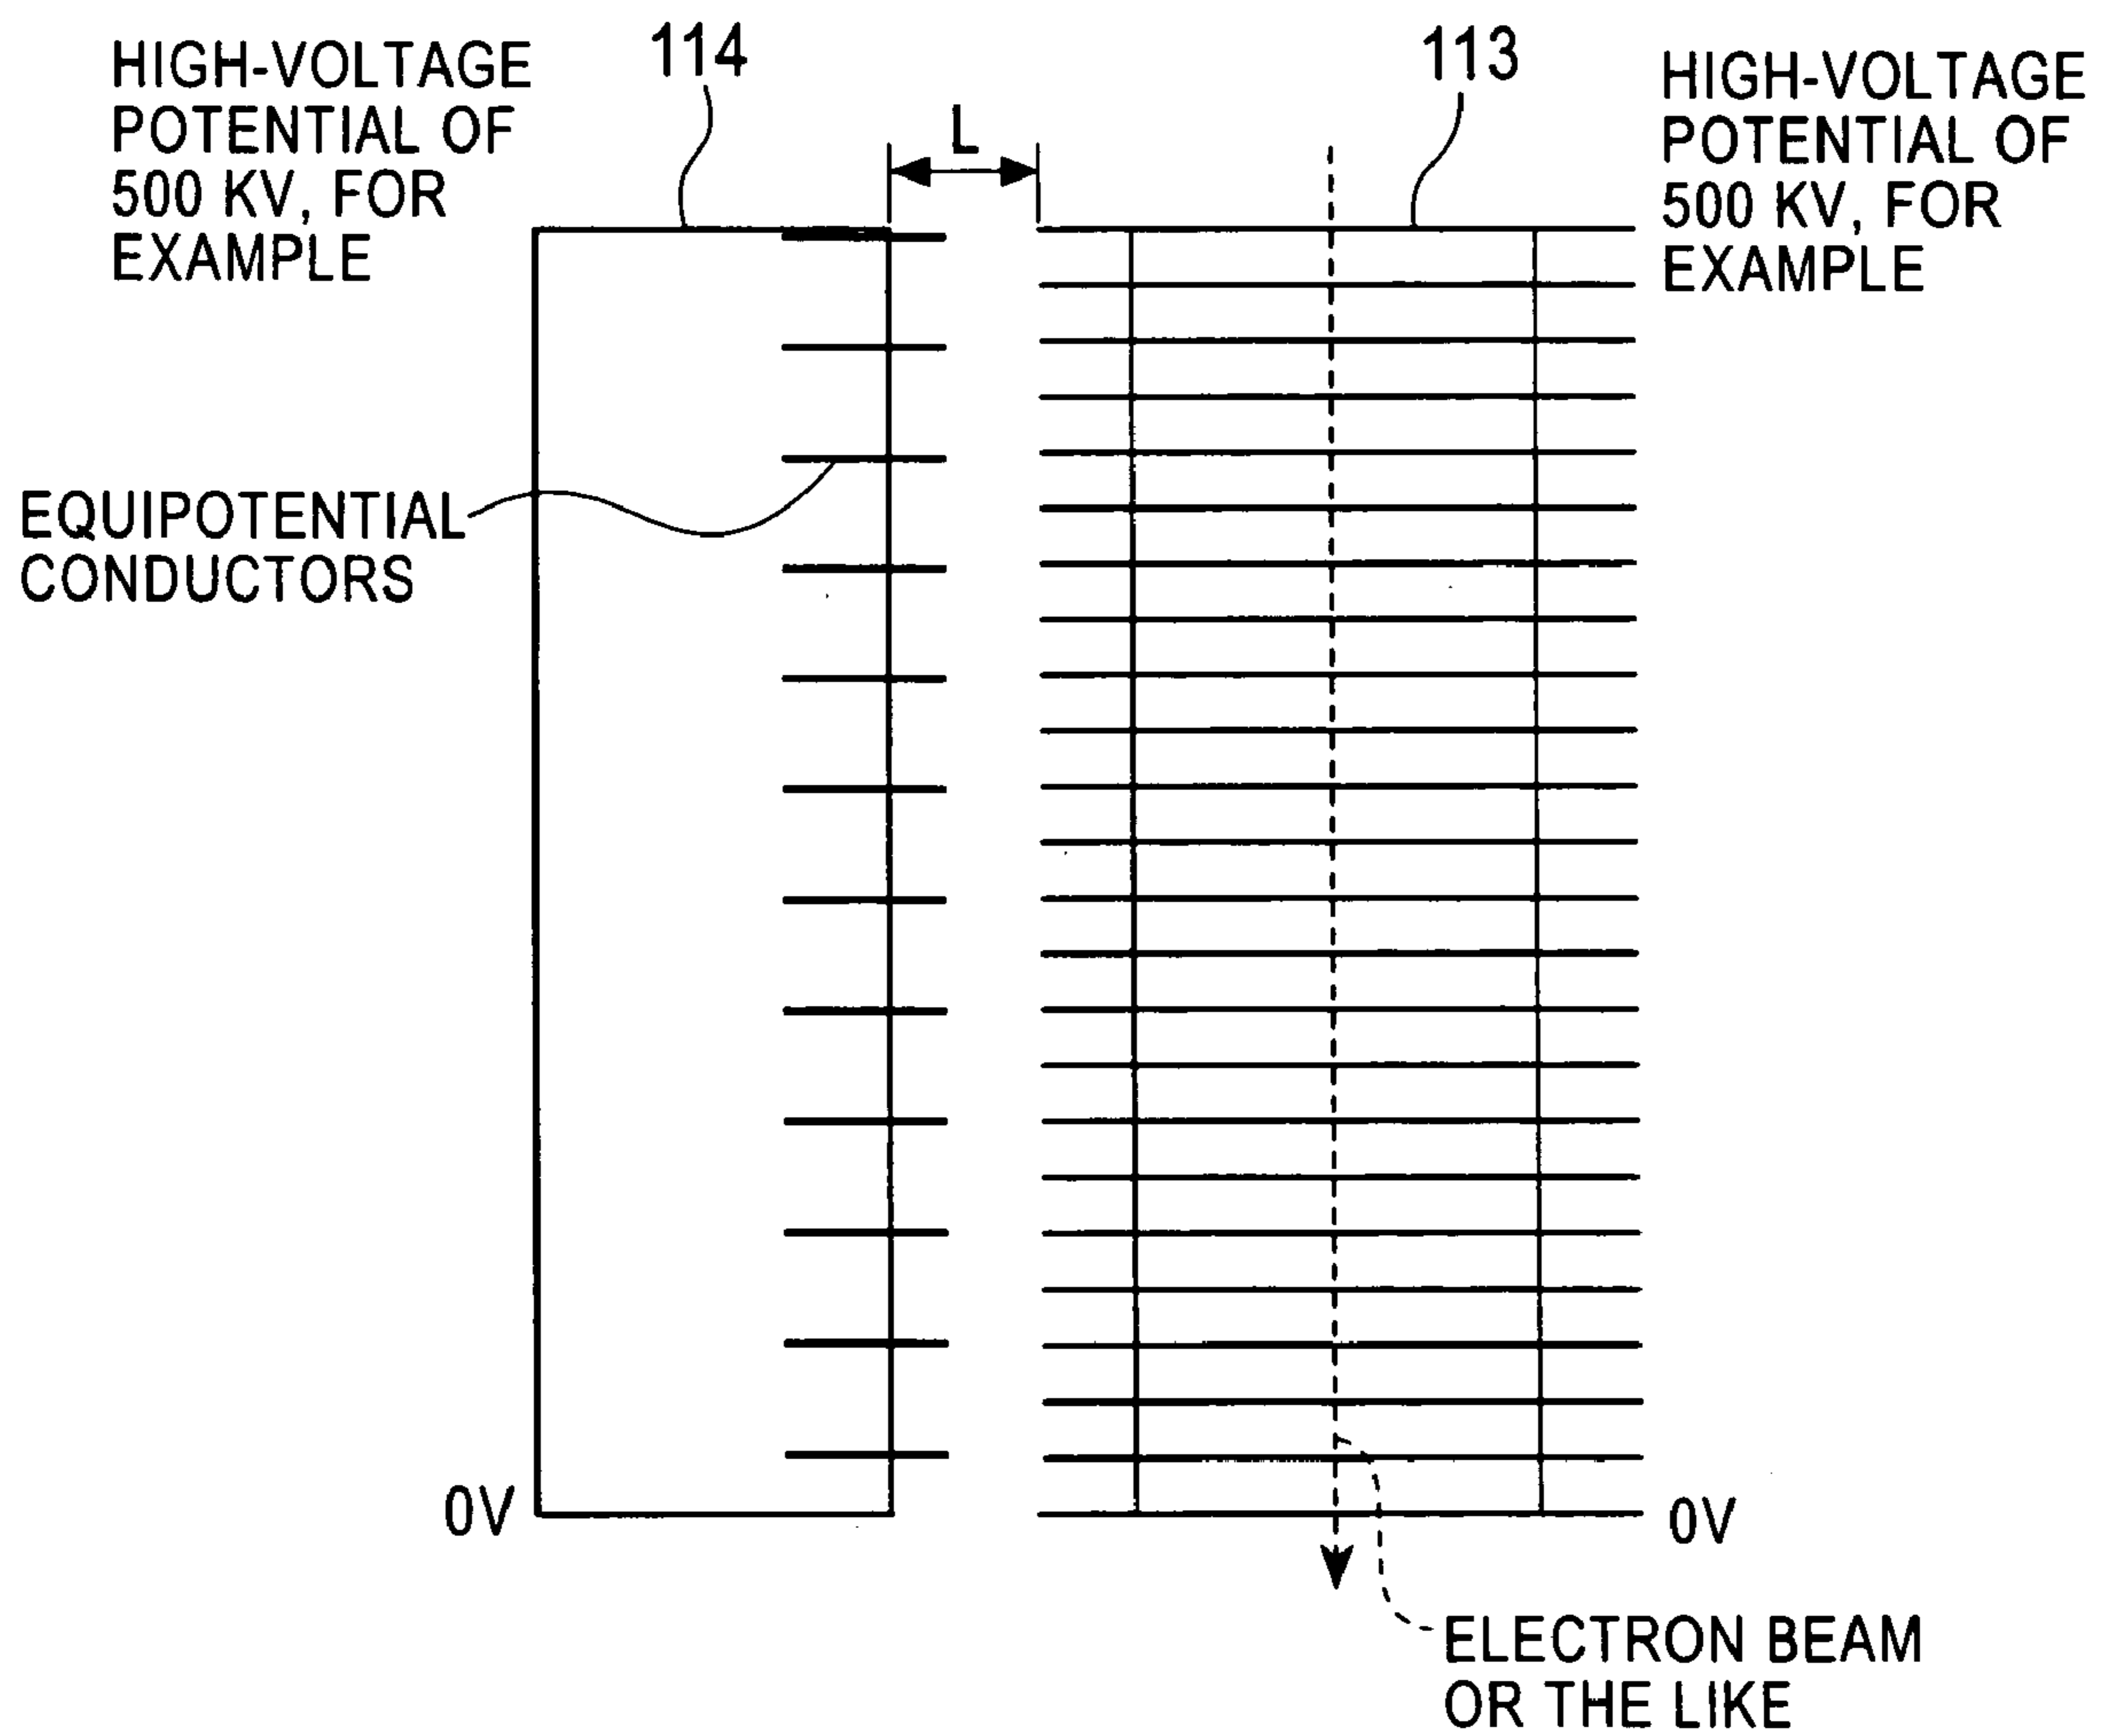 HIGH-VOLTAGE
POTENTIAL OF
500 KV, FOR
EXAMPLE
114
L
113
HIGH-VOLTAGE
POTENTIAL OF
500 KV, FOR
EXAMPLE
EQUIPOTENTIAL
CONDUCTORS
0V
0V
ELECTRON BEAM
OR THE LIKE